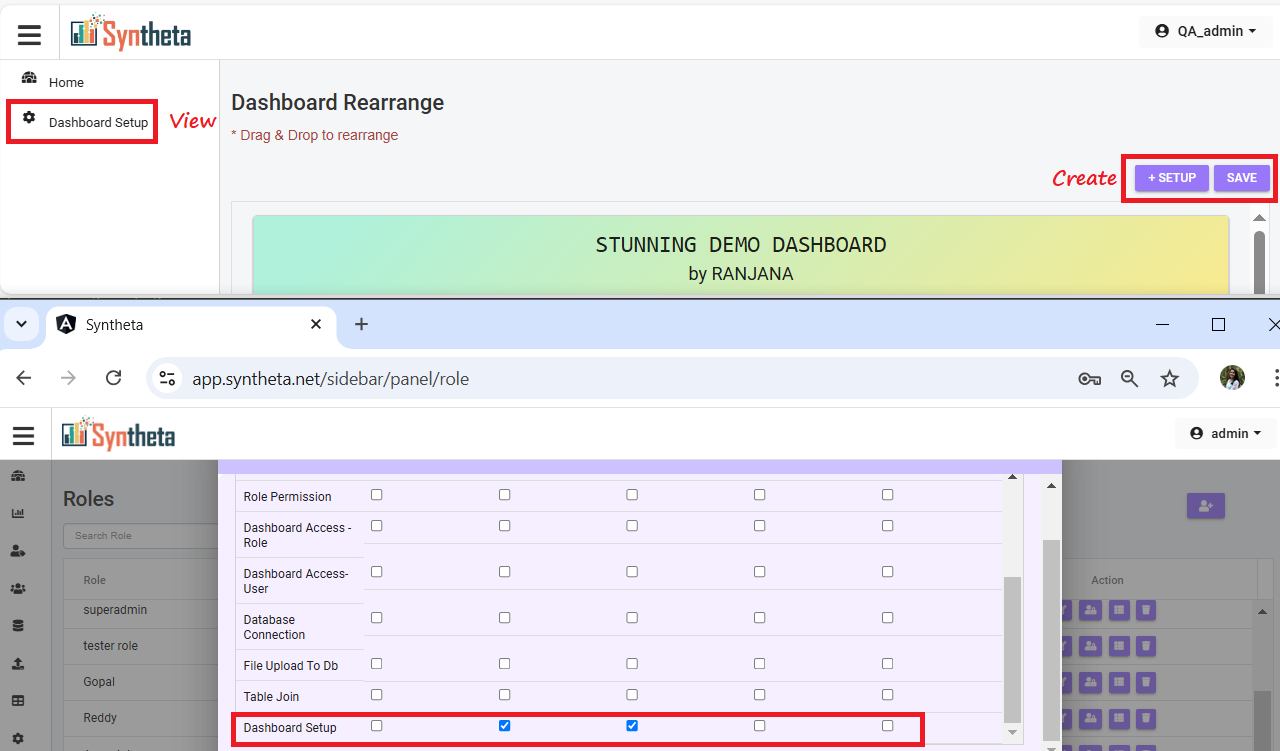 Syntheta
QA_admin
Home
Dashboard Setup
View
Dashboard Rearrange
* Drag & Drop to rearrange
Create
+ SETUP
SAVE
STUNNING DEMO DASHBOARD
by RANJANA
Syntheta
app.syntheta.net/sidebar/panel/role
Syntheta
admin
Roles
Search Role
Role
Action
superadmin
tester role
Gopal
Reddy
Role Permission
Dashboard Access -
Role
Dashboard Access-
User
Database
Connection
File Upload To Db
Table Join
Dashboard Setup